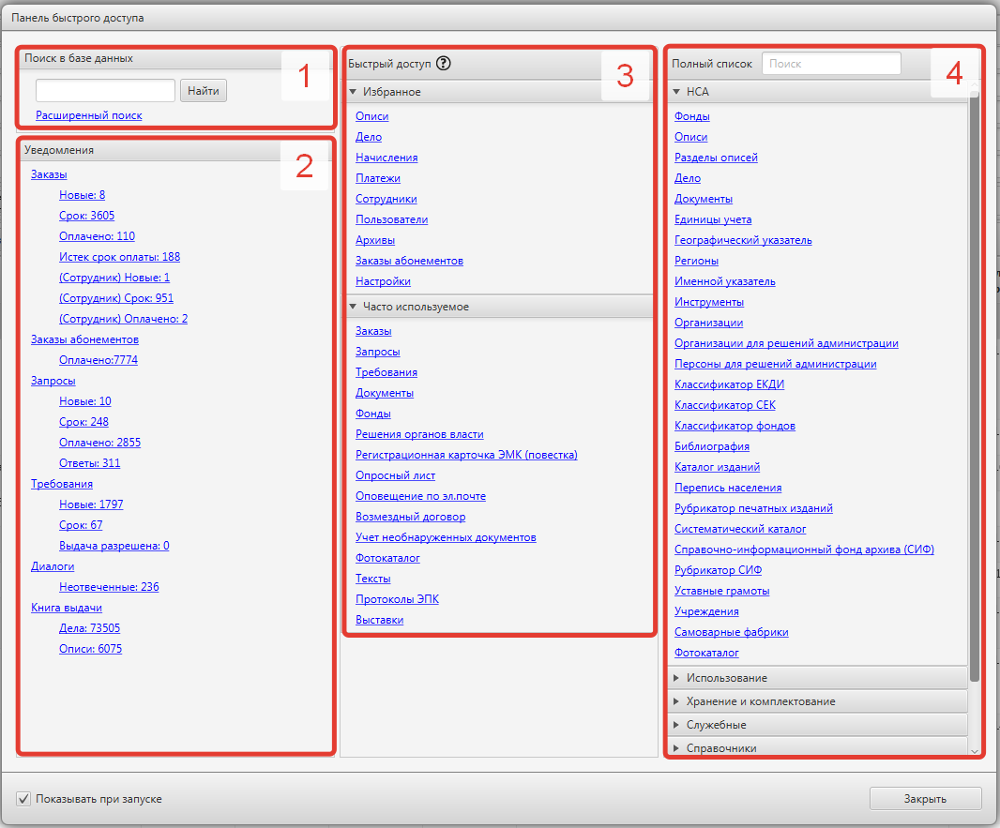 Панель быстрого доступа
Поиск в базе данных
1
Найти
Расширенный поиск
Уведомления
2
Заказы
Новые: 8
Срок: 3605
Оплачено: 110
Истек срок оплаты: 188
(Сотрудник) Новые: 1
(Сотрудник) Срок: 951
(Сотрудник) Оплачено: 2
Заказы абонементов
Оплачено:7774
Запросы
Новые: 10
Срок: 248
Оплачено: 2855
Ответы: 311
Требования
Новые: 1797
Срок: 67
Выдача разрешена: 0
Диалоги
Неотвеченные: 236
Книга выдачи
Дела: 73505
Описи: 6075
Быстрый доступ ?
3
Избранное
Описи
Дело
Начисления
Платежи
Сотрудники
Пользователи
Архивы
Заказы абонементов
Настройки
Часто используемое
Заказы
Запросы
Требования
Документы
Фонды
Решения органов власти
Регистрационная карточка ЭМК (повестка)
Опросный лист
Оповещение по эл.почте
Возмездный договор
Учет необнаруженных документов
Фотокаталог
Тексты
Протоколы ЭПК
Выставки
Полный список
Поиск
4
НСА
Фонды
Описи
Разделы описей
Дело
Документы
Единицы учета
Географический указатель
Регионы
Именной указатель
Инструменты
Организации
Организации для решений администрации
Персоны для решений администрации
Классификатор ЕКДИ
Классификатор СЕК
Классификатор фондов
Библиография
Каталог изданий
Перепись населения
Рубрикатор печатных изданий
Систематический каталог
Справочно-информационный фонд архива (СИФ)
Рубрикатор СИФ
Уставные грамоты
Учреждения
Самоварные фабрики
Фотокаталог
Использование
Хранение и комплектование
Служебные
Справочники
Показывать при запуске
Закрыть